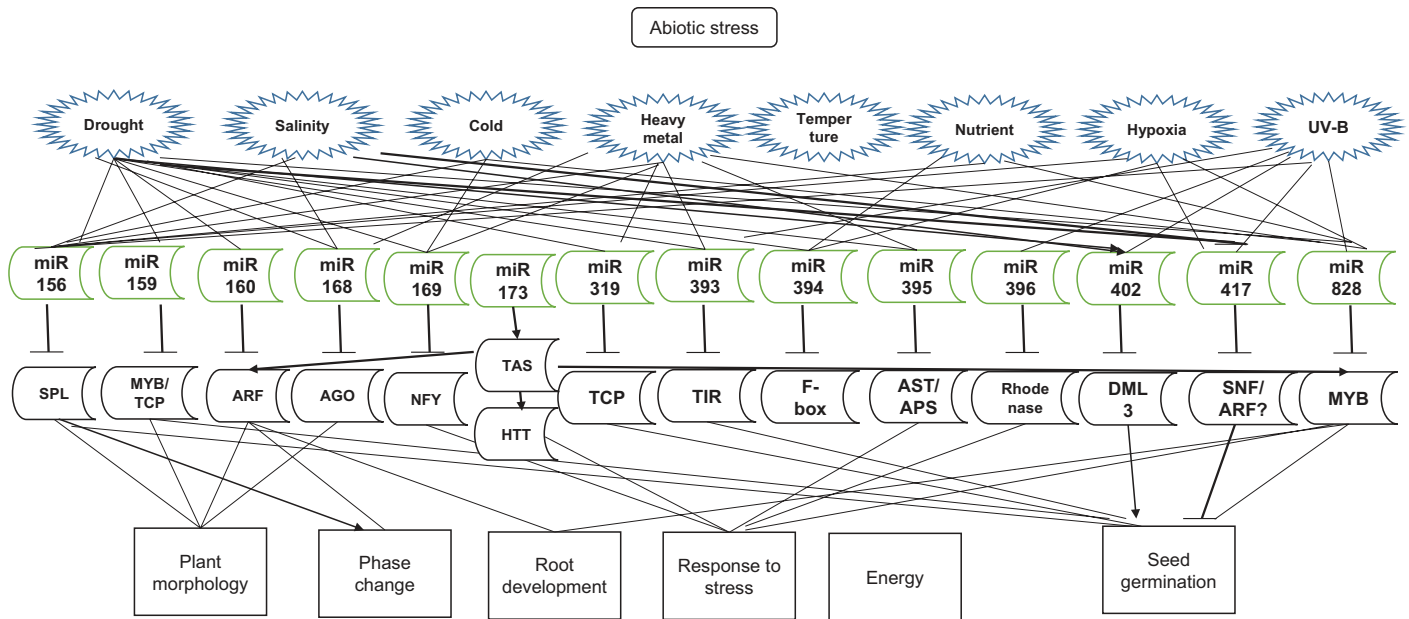 Abiotic stress
Drought
Salinity
Cold
Heavy
metal
Temper
ture
Nutrient
Hypoxia
UV-B
miR
156
miR
159
miR
160
miR
168
miR
169
miR
173
miR
319
miR
393
miR
394
miR
395
miR
396
miR
402
miR
417
miR
828
SPL
MYB/
TCP
ARF
AGO
NFY
TAS
HTT
TCP
TIR
F-
box
AST/
APS
Rhode
nase
DML
3
SNF/
ARF?
MYB
Plant
morphology
Phase
change
Root
development
Response to
stress
Energy
Seed
germination